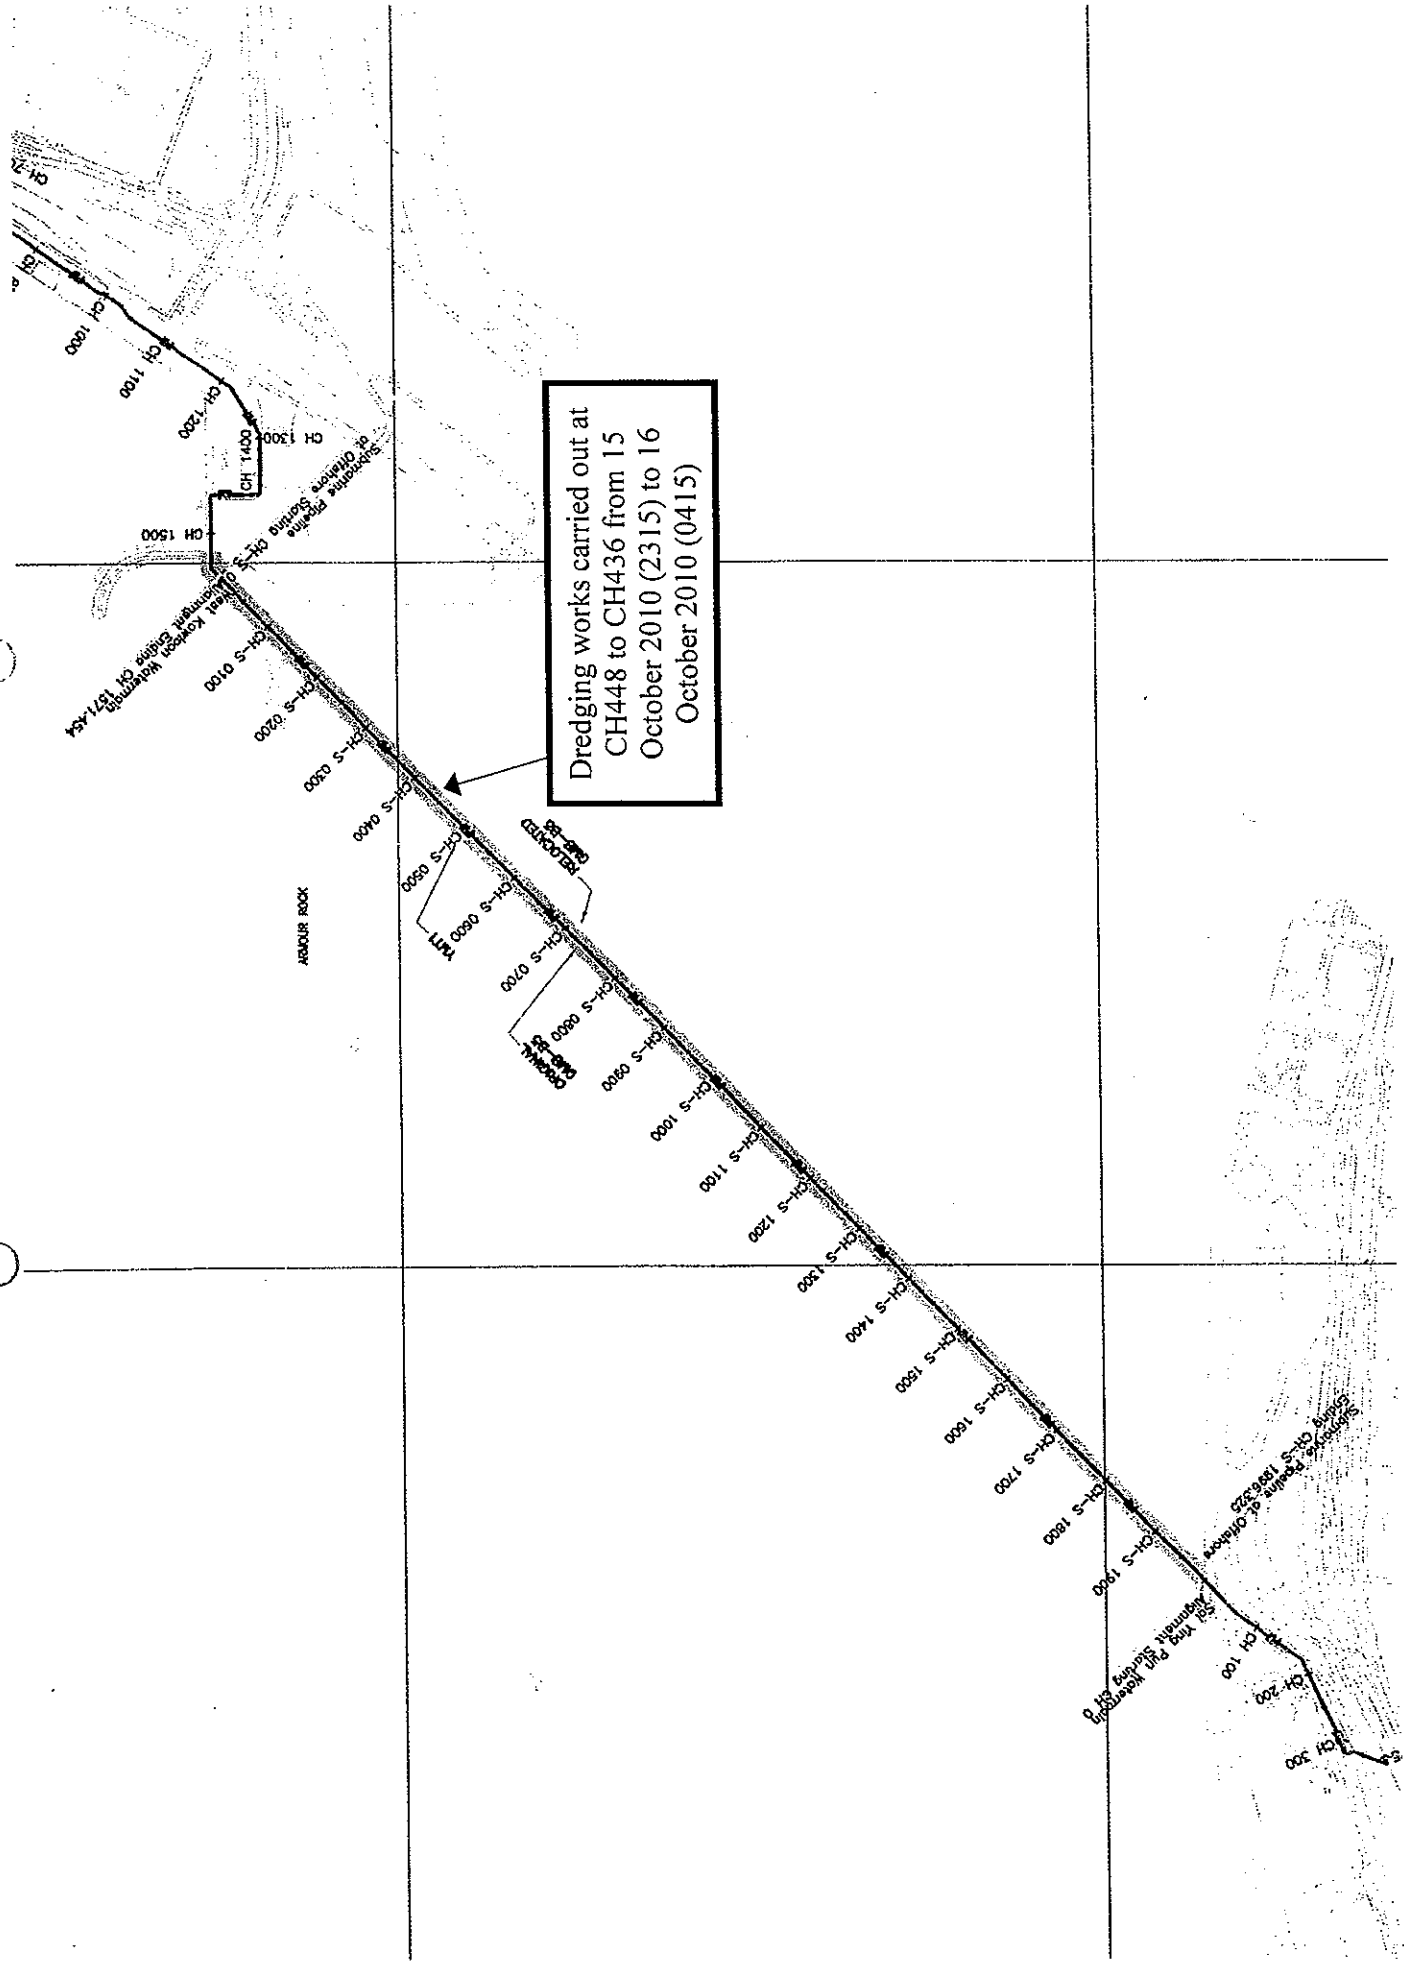 CH 1000
CH 1100
CH 1200
CH 1300
CH 1400
CH 1500
Submarine Pipeline
at Offshore Starting CH-S 0
West Kowloon Watermain
Alignment Ending CH 1571.454
CH-S 0100
CH-S 0200
CH-S 0300
CH-S 0400
CH-S 0500
CH-S 0600
CH-S 0700
CH-S 0800
CH-S 0900
CH-S 1000
CH-S 1100
CH-S 1200
CH-S 1300
CH-S 1400
CH-S 1500
CH-S 1600
CH-S 1700
CH-S 1800
CH-S 1900
ARMOUR ROCK
YMT1
RELOCATED
ORIGINAL
Dredging works carried out at
CH448 to CH436 from 15
October 2010 (2315) to 16
October 2010 (0415)
Submarine Pipeline at Offshore
Ending CH-S 1996.325
Sai Ying Pun Watermain
Alignment Starting CH 0
CH 100
CH 200
CH 300